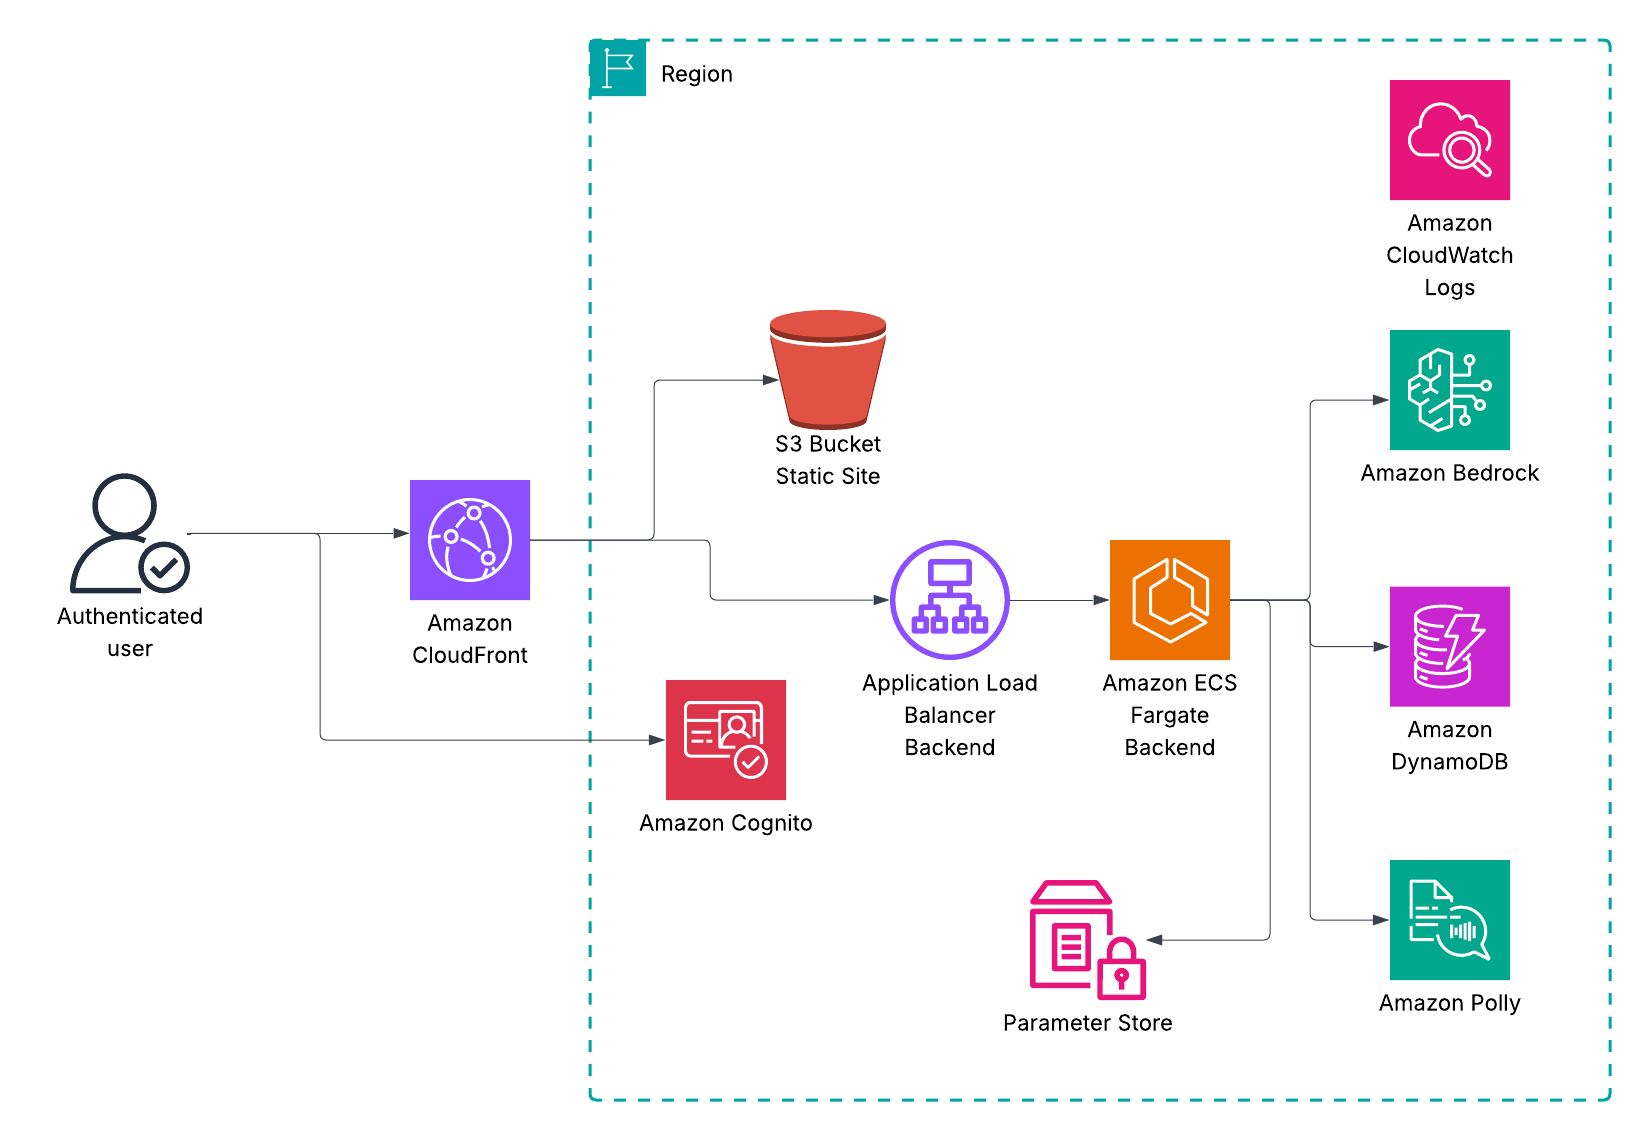 Region
Amazon
CloudWatch
Logs
S3 Bucket
Static Site
Amazon Bedrock
Authenticated
user
Amazon
CloudFront
Application Load
Balancer
Backend
Amazon ECS
Fargate
Backend
Amazon
DynamoDB
Amazon Cognito
Parameter Store
Amazon Polly